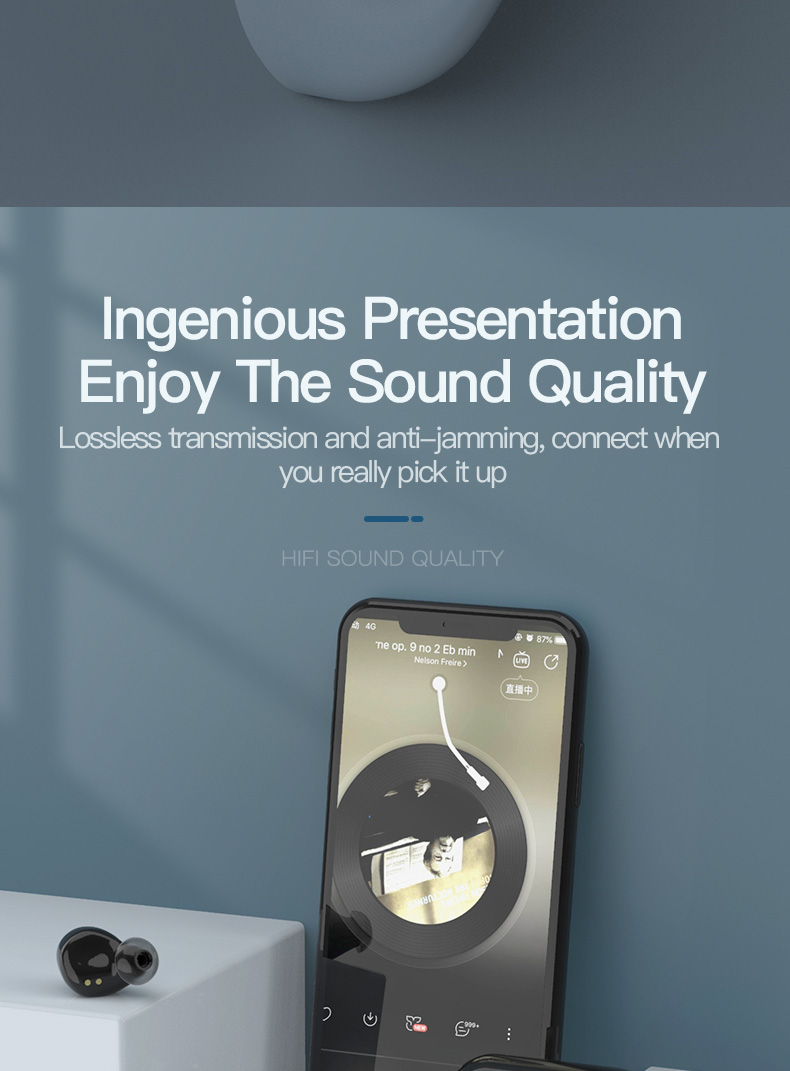 Ingenious Presentation
Enjoy The Sound Quality
Lossless transmission and anti-jamming, connect when
you really pick it up
HIFI SOUND QUALITY
4G
87%
ne op. 9 no 2 Eb min
Nelson Freire >
LIVE
直播中
NEW
999+